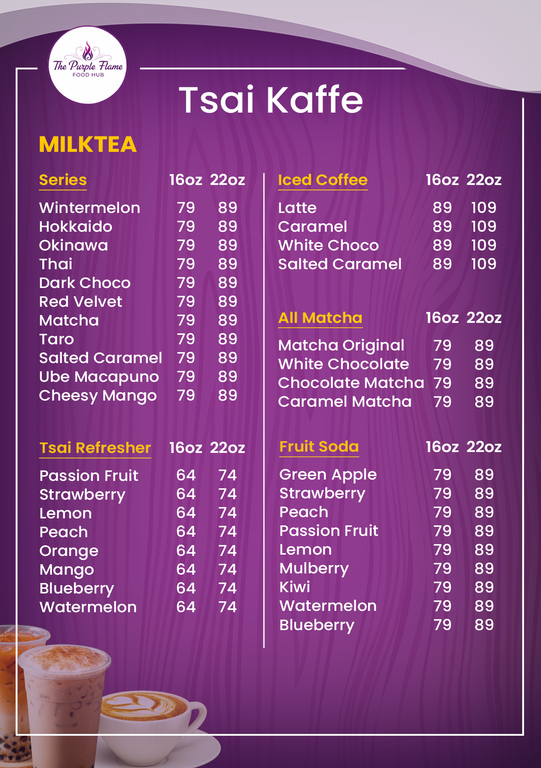 The Purple Flame
FOOD HUB
Tsai Kaffe
MILKTEA
Series 16oz 22oz
Wintermelon 79 89
Hokkaido 79 89
Okinawa 79 89
Thai 79 89
Dark Choco 79 89
Red Velvet 79 89
Matcha 79 89
Taro 79 89
Salted Caramel 79 89
Ube Macapuno 79 89
Cheesy Mango 79 89
Tsai Refresher 16oz 22oz
Passion Fruit 64 74
Strawberry 64 74
Lemon 64 74
Peach 64 74
Orange 64 74
Mango 64 74
Blueberry 64 74
Watermelon 64 74
Iced Coffee 16oz 22oz
Latte 89 109
Caramel 89 109
White Choco 89 109
Salted Caramel 89 109
All Matcha 16oz 22oz
Matcha Original 79 89
White Chocolate 79 89
Chocolate Matcha 79 89
Caramel Matcha 79 89
Fruit Soda 16oz 22oz
Green Apple 79 89
Strawberry 79 89
Peach 79 89
Passion Fruit 79 89
Lemon 79 89
Mulberry 79 89
Kiwi 79 89
Watermelon 79 89
Blueberry 79 89